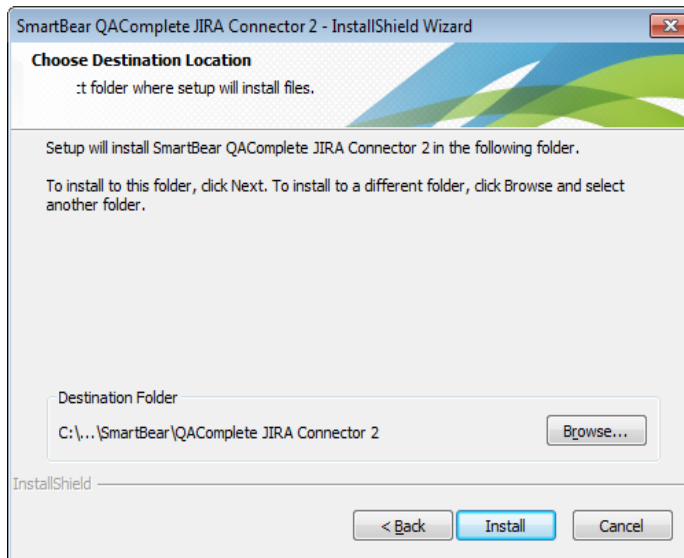 SmartBear QAComplete JIRA Connector 2 - InstallShield Wizard
Choose Destination Location
:t folder where setup will install files.
Setup will install SmartBear QAComplete JIRA Connector 2 in the following folder.
To install to this folder, click Next. To install to a different folder, click Browse and select
another folder.
Destination Folder
C:\...\SmartBear\QAComplete JIRA Connector 2
Browse...
InstallShield
< Back
Install
Cancel